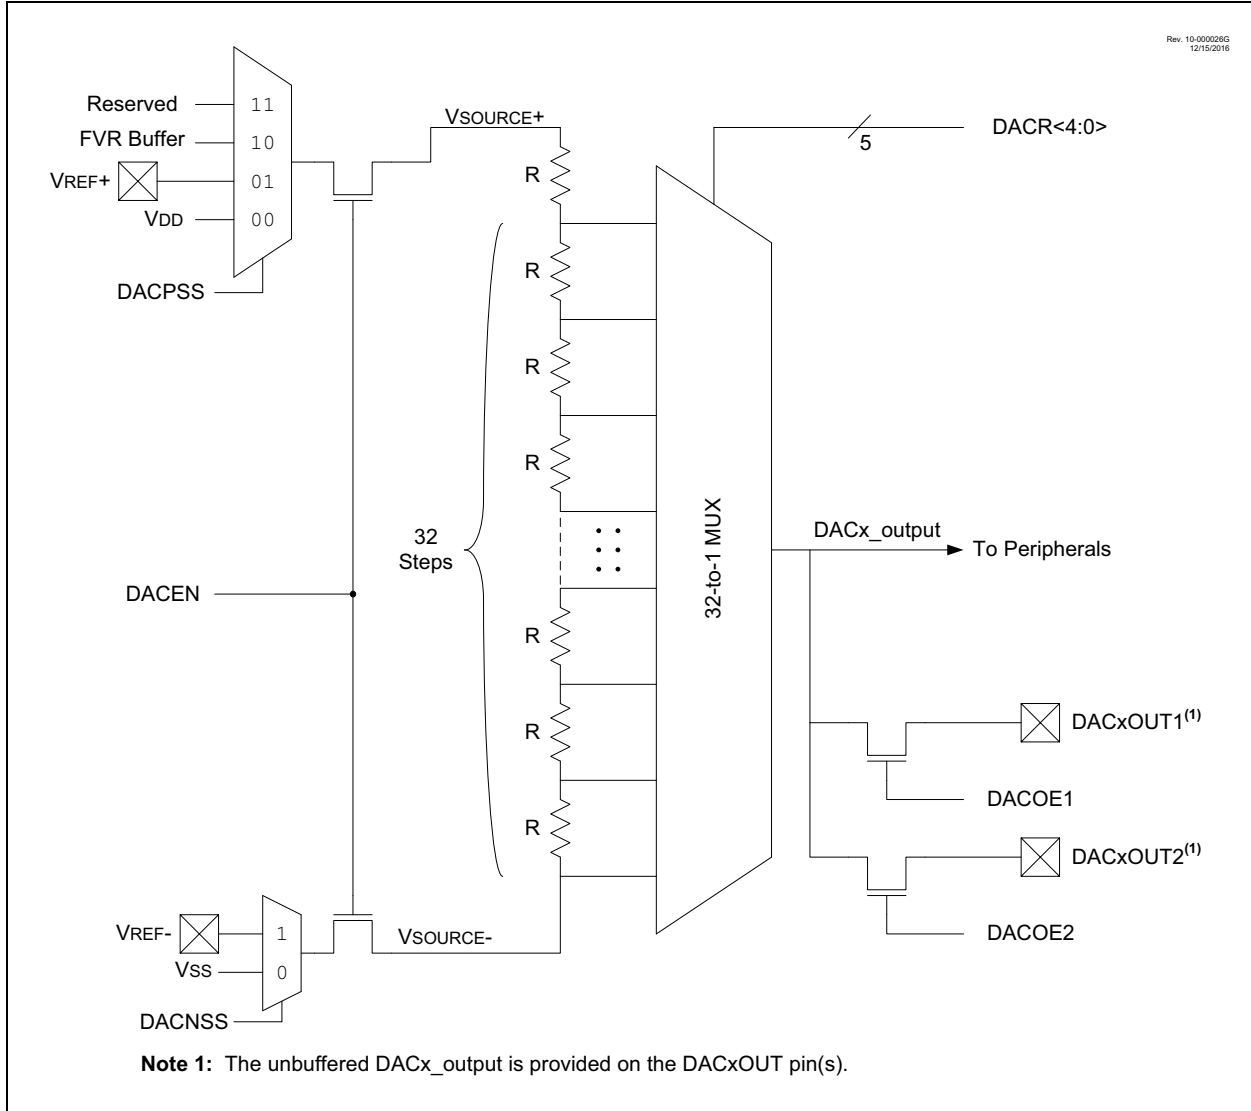 Rev. 10-000026G
12/15/2016
Reserved
11
FVR Buffer
10
VREF+
01
VDD
00
DACPSS
VSOURCE+
R
R
R
R
R
R
R
32
Steps
DACEN
DACR<4:0>
5
32-to-1 MUX
DACx_output
To Peripherals
DACxOUT1(1)
DACOE1
DACxOUT2(1)
DACOE2
VREF-
1
VSS
0
DACNSS
VSOURCE-
Note 1: The unbuffered DACx_output is provided on the DACxOUT pin(s).